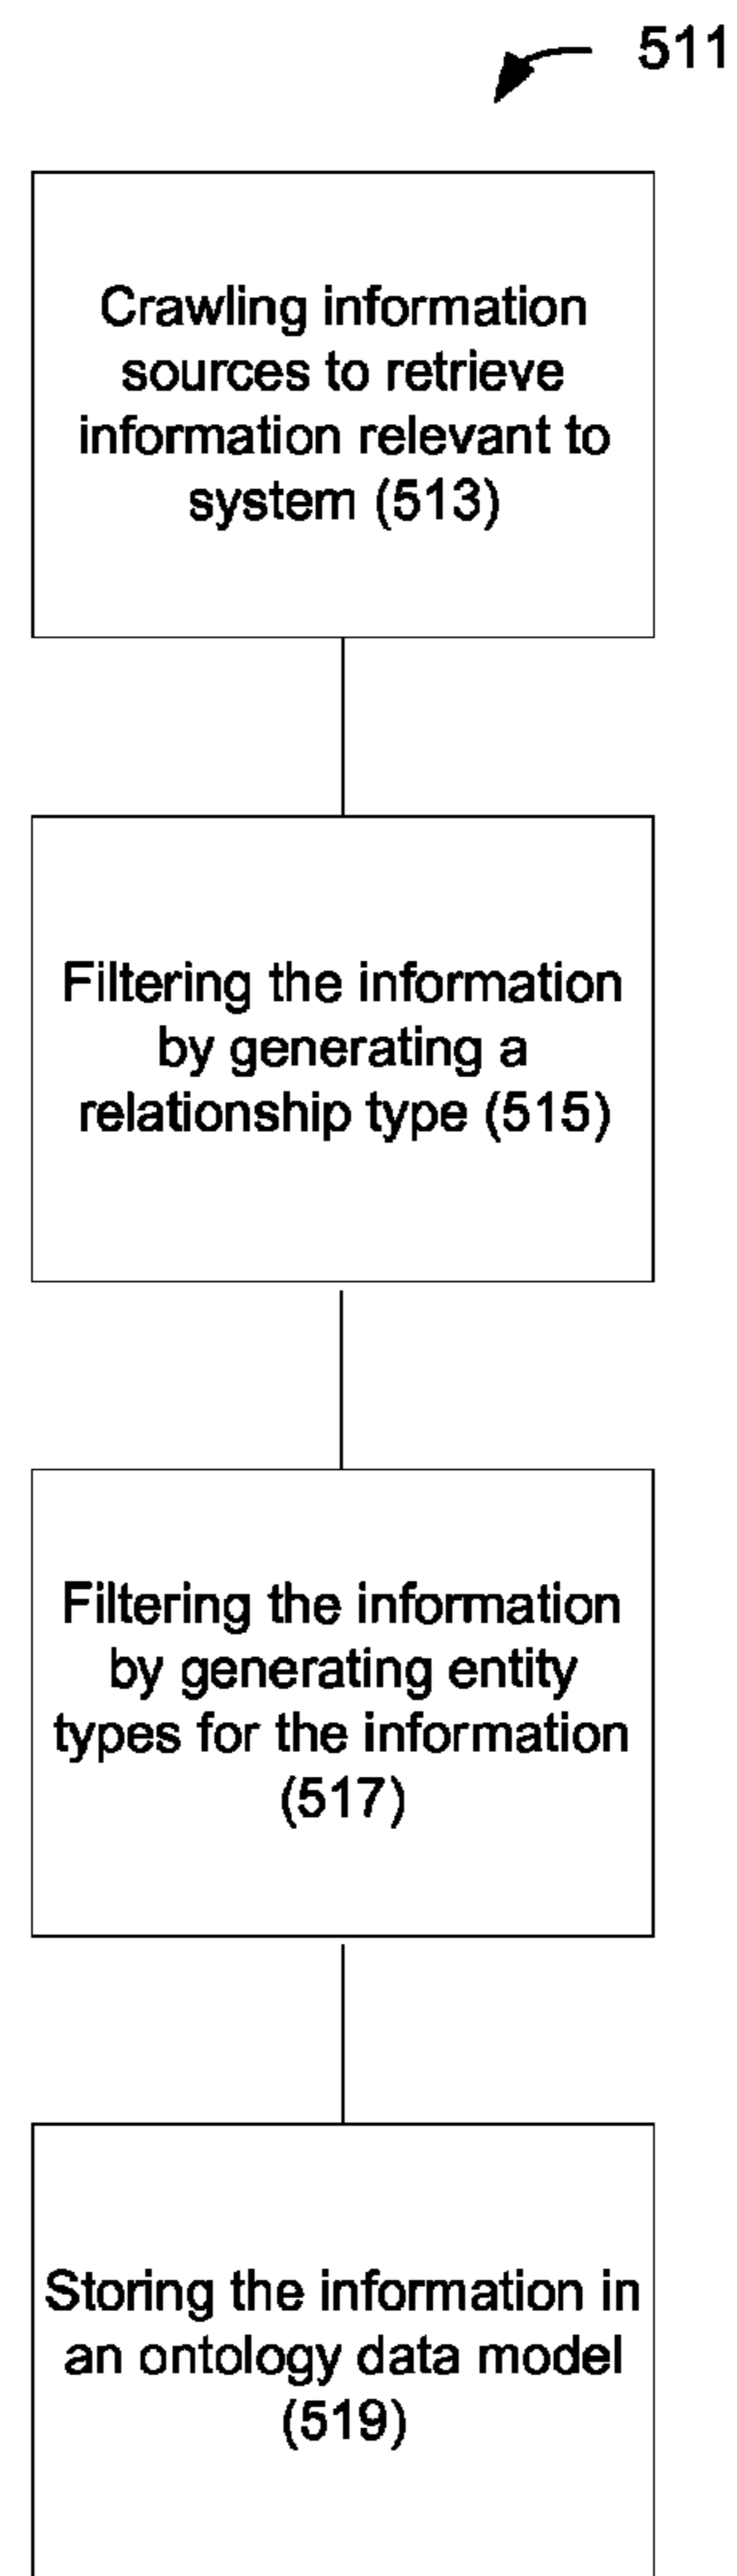 511
Crawling information
sources to retrieve
information relevant to
system (513)
Filtering the information
by generating a
relationship type (515)
Filtering the information
by generating entity
types for the information
(517)
Storing the information in
an ontology data model
(519)